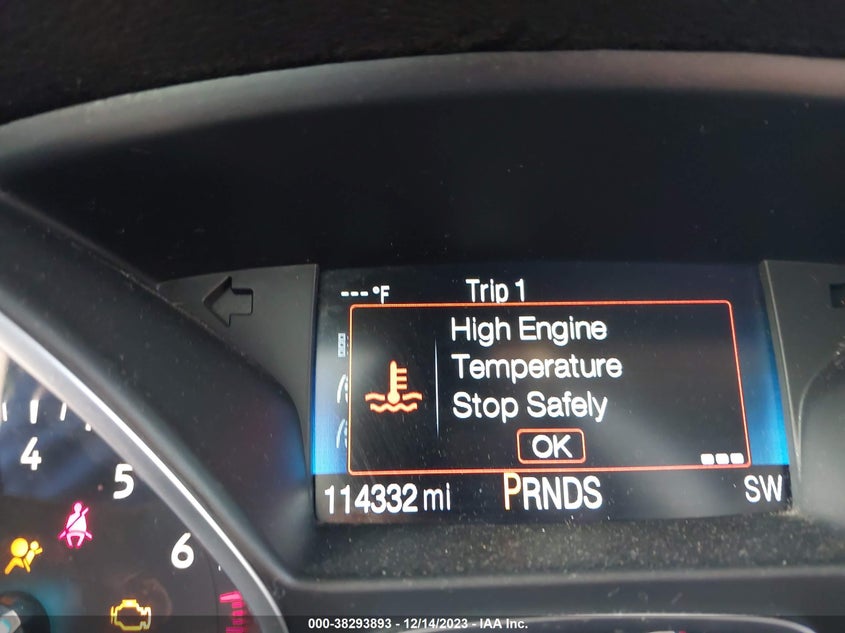 ---°F Trip 1
High Engine
Temperature
Stop Safely
OK
114332 mi PRNDS SW
4
5
6
000-38293893 - 12/14/2023 - IAA Inc.